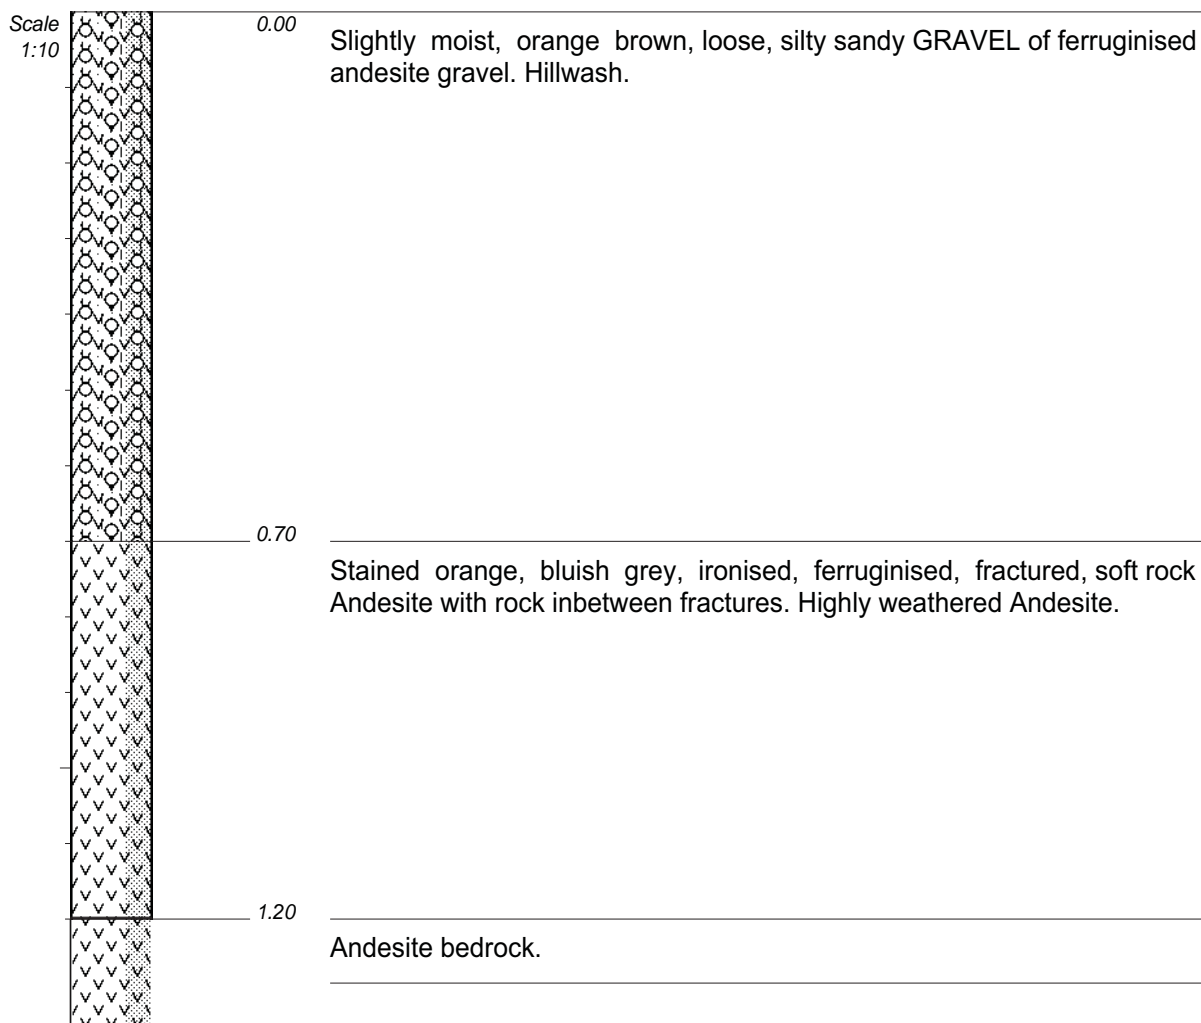 Scale
1:10
0.00
Slightly moist, orange brown, loose, silty sandy GRAVEL of ferruginised
andesite gravel. Hillwash.
0.70
Stained orange, bluish grey, ironised, ferruginised, fractured, soft rock
Andesite with rock inbetween fractures. Highly weathered Andesite.
1.20
Andesite bedrock.